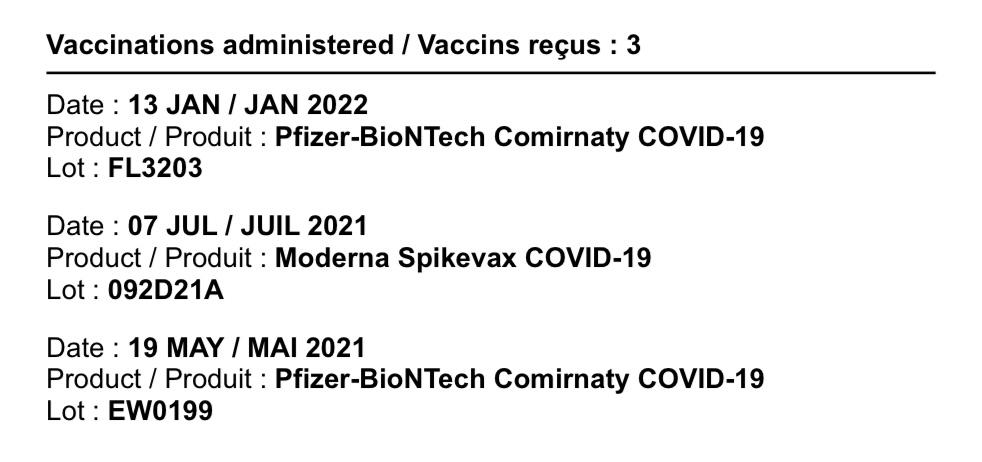 Vaccinations administered / Vaccins reçus : 3
Date : 13 JAN / JAN 2022
Product / Produit : Pfizer-BioNTech Comirnaty COVID-19
Lot : FL3203
Date : 07 JUL / JUIL 2021
Product / Produit : Moderna Spikevax COVID-19
Lot : 092D21A
Date : 19 MAY / MAI 2021
Product / Produit : Pfizer-BioNTech Comirnaty COVID-19
Lot : EW0199